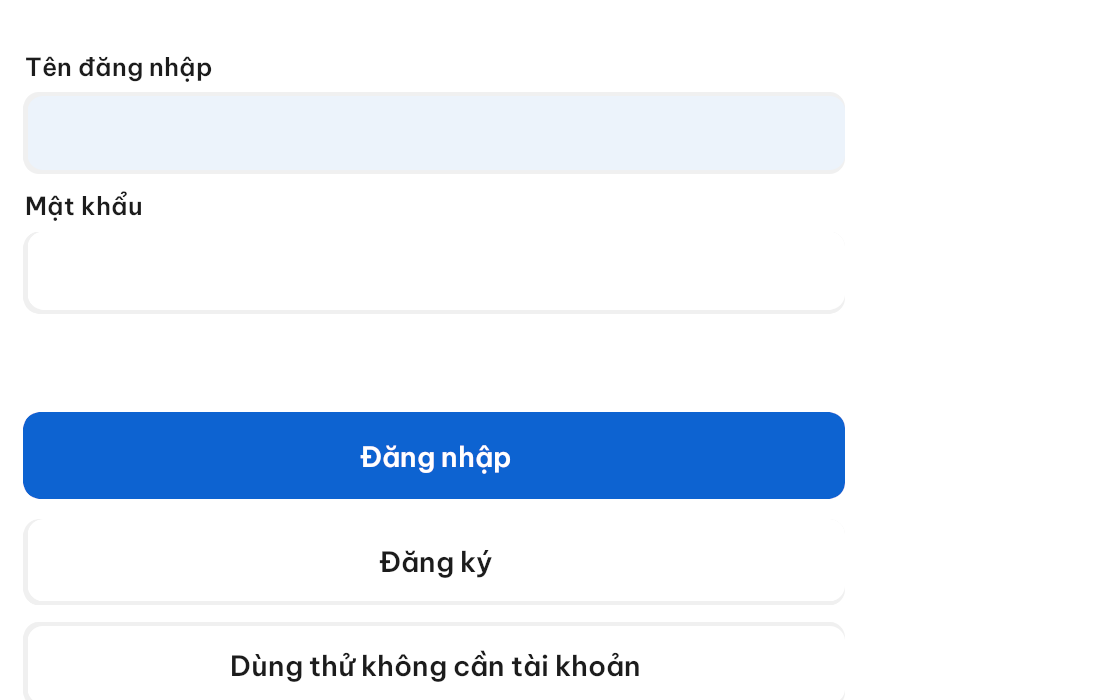 Tên đăng nhập
Mật khẩu
Đăng nhập
Đăng ký
Dùng thử không cần tài khoản